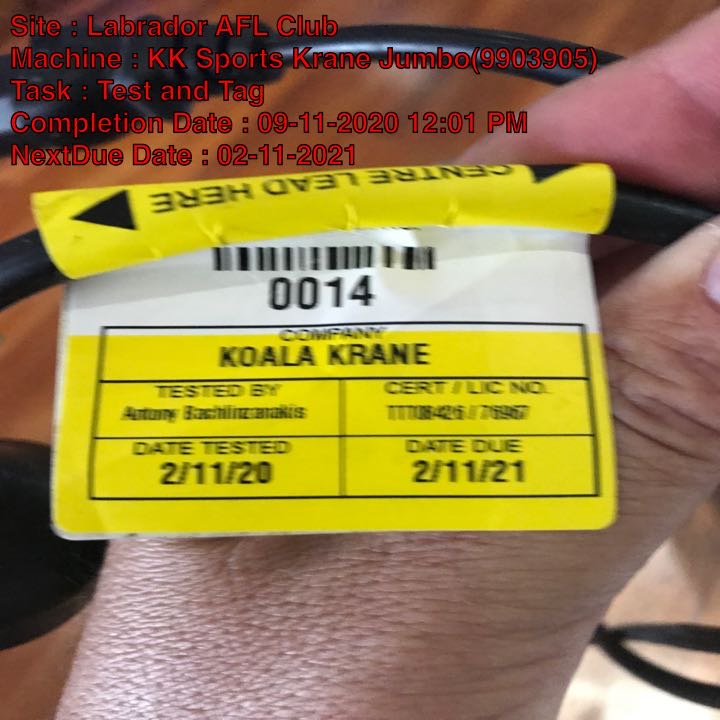 Site : Labrador AFL Club
Machine : KK Sports Krane Jumbo(9903905)
Task : Test and Tag
Completion Date : 09-11-2020 12:01 PM
NextDue Date : 02-11-2021
CENTRE LEAD HERE
0014
COMPANY
KOALA KRANE
TESTED BY
CERT / LIC NO.
Antony
/ 76967
DATE TESTED
DATE DUE
2/11/20
2/11/21